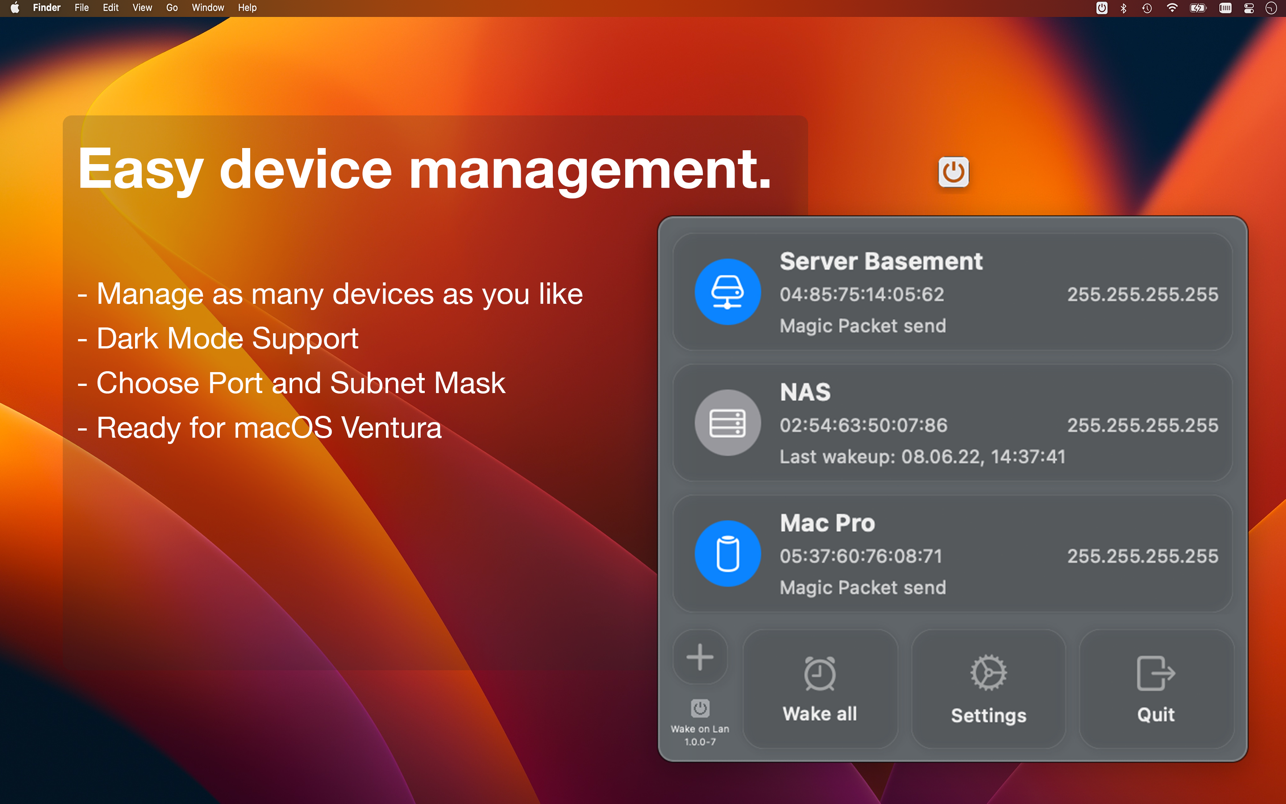 Finder File Edit View Go Window Help
Easy device management.
- Manage as many devices as you like
- Dark Mode Support
- Choose Port and Subnet Mask
- Ready for macOS Ventura
Server Basement
04:85:75:14:05:62 255.255.255.255
Magic Packet send
NAS
02:54:63:50:07:86 255.255.255.255
Last wakeup: 08.06.22, 14:37:41
Mac Pro
05:37:60:76:08:71 255.255.255.255
Magic Packet send
Wake all Settings Quit
Wake on Lan
1.0.0-7